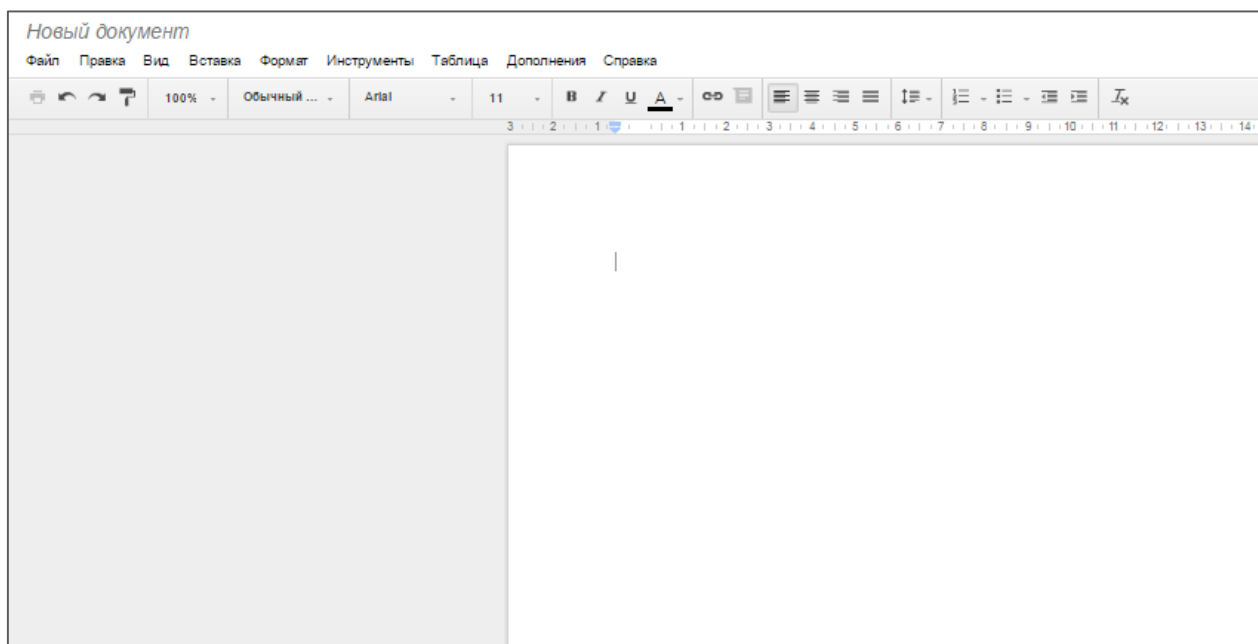 Новый документ
Файл Правка Вид Вставка Формат Инструменты Таблица Дополнения Справка
100% Обычный ... Arial 11 B I U A
3 2 1 1 2 3 4 5 6 7 8 9 10 11 12 13 14